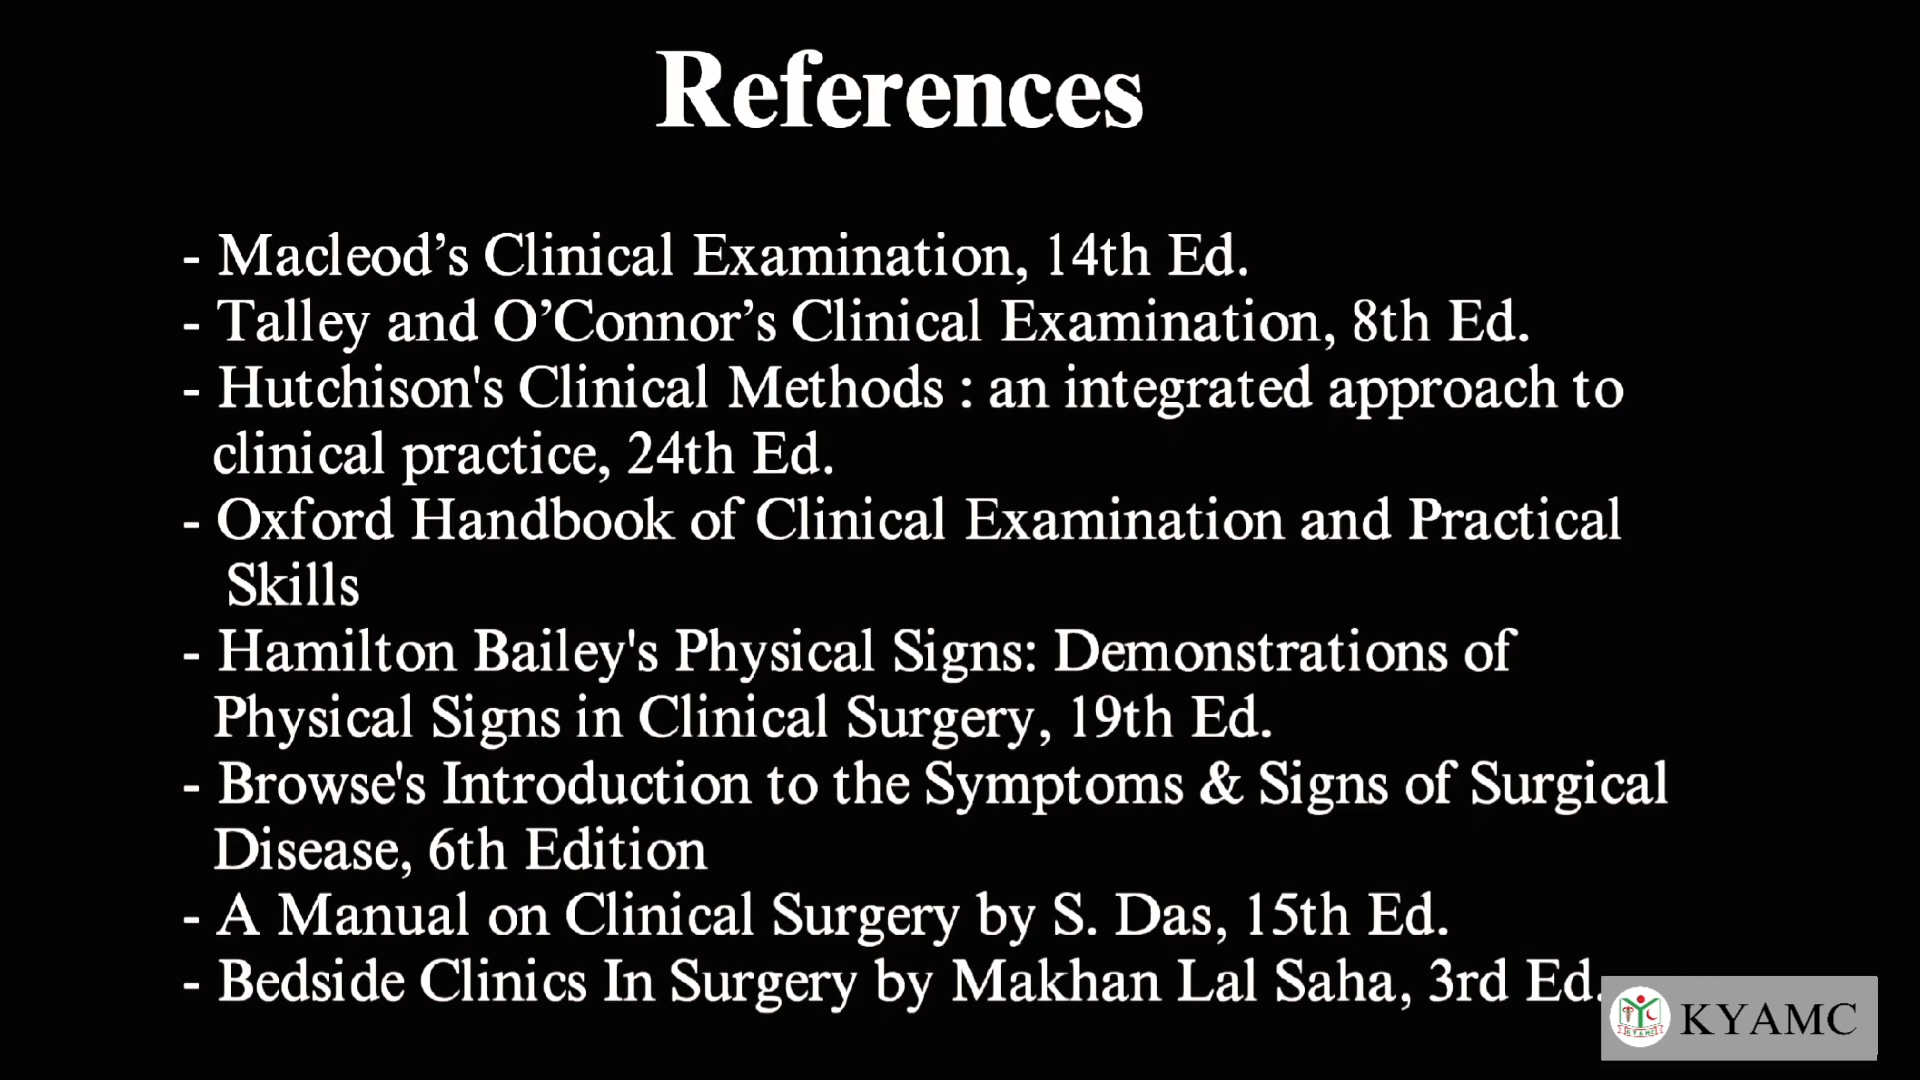 References
- Macleod’s Clinical Examination, 14th Ed.
- Talley and O’Connor’s Clinical Examination, 8th Ed.
- Hutchison's Clinical Methods : an integrated approach to
clinical practice, 24th Ed.
- Oxford Handbook of Clinical Examination and Practical
Skills
- Hamilton Bailey's Physical Signs: Demonstrations of
Physical Signs in Clinical Surgery, 19th Ed.
- Browse's Introduction to the Symptoms & Signs of Surgical
Disease, 6th Edition
- A Manual on Clinical Surgery by S. Das, 15th Ed.
- Bedside Clinics In Surgery by Makhan Lal Saha, 3rd Ed.
KYAMC